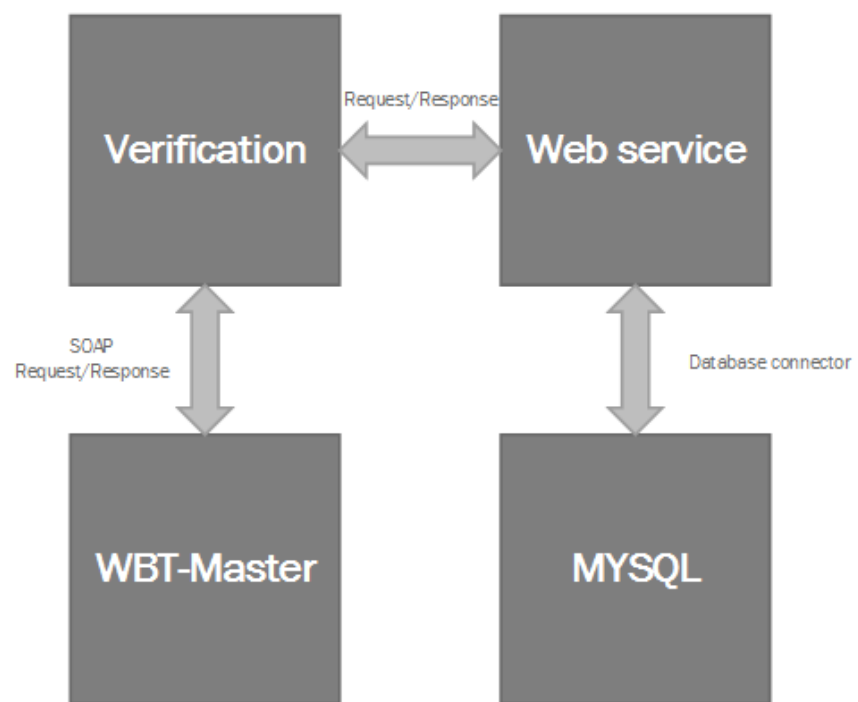 Request/Response
Verification
Web service
SOAP
Request/Response
Database connector
WBT-Master
MYSQL